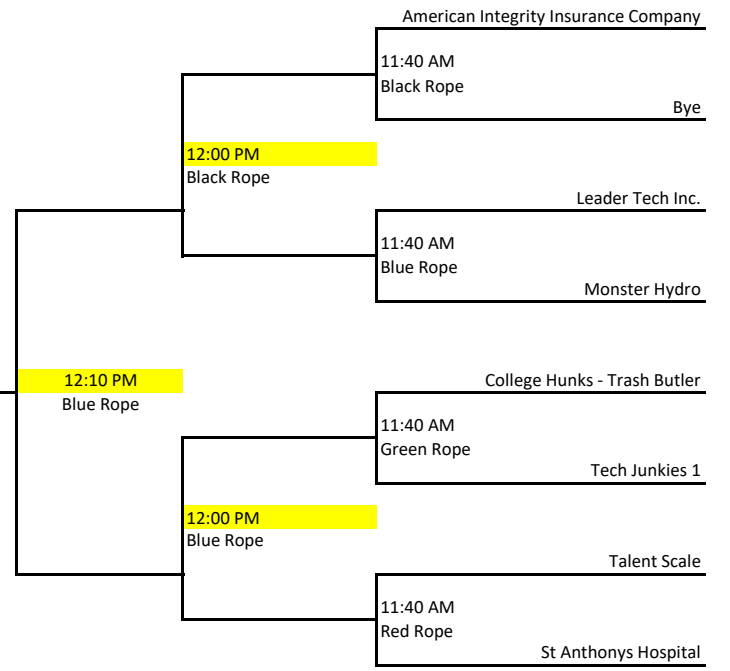 American Integrity Insurance Company
11:40 AM
Black Rope
Bye
12:00 PM
Black Rope
Leader Tech Inc.
11:40 AM
Blue Rope
Monster Hydro
12:10 PM
Blue Rope
College Hunks - Trash Butler
11:40 AM
Green Rope
Tech Junkies 1
12:00 PM
Blue Rope
Talent Scale
11:40 AM
Red Rope
St Anthonys Hospital